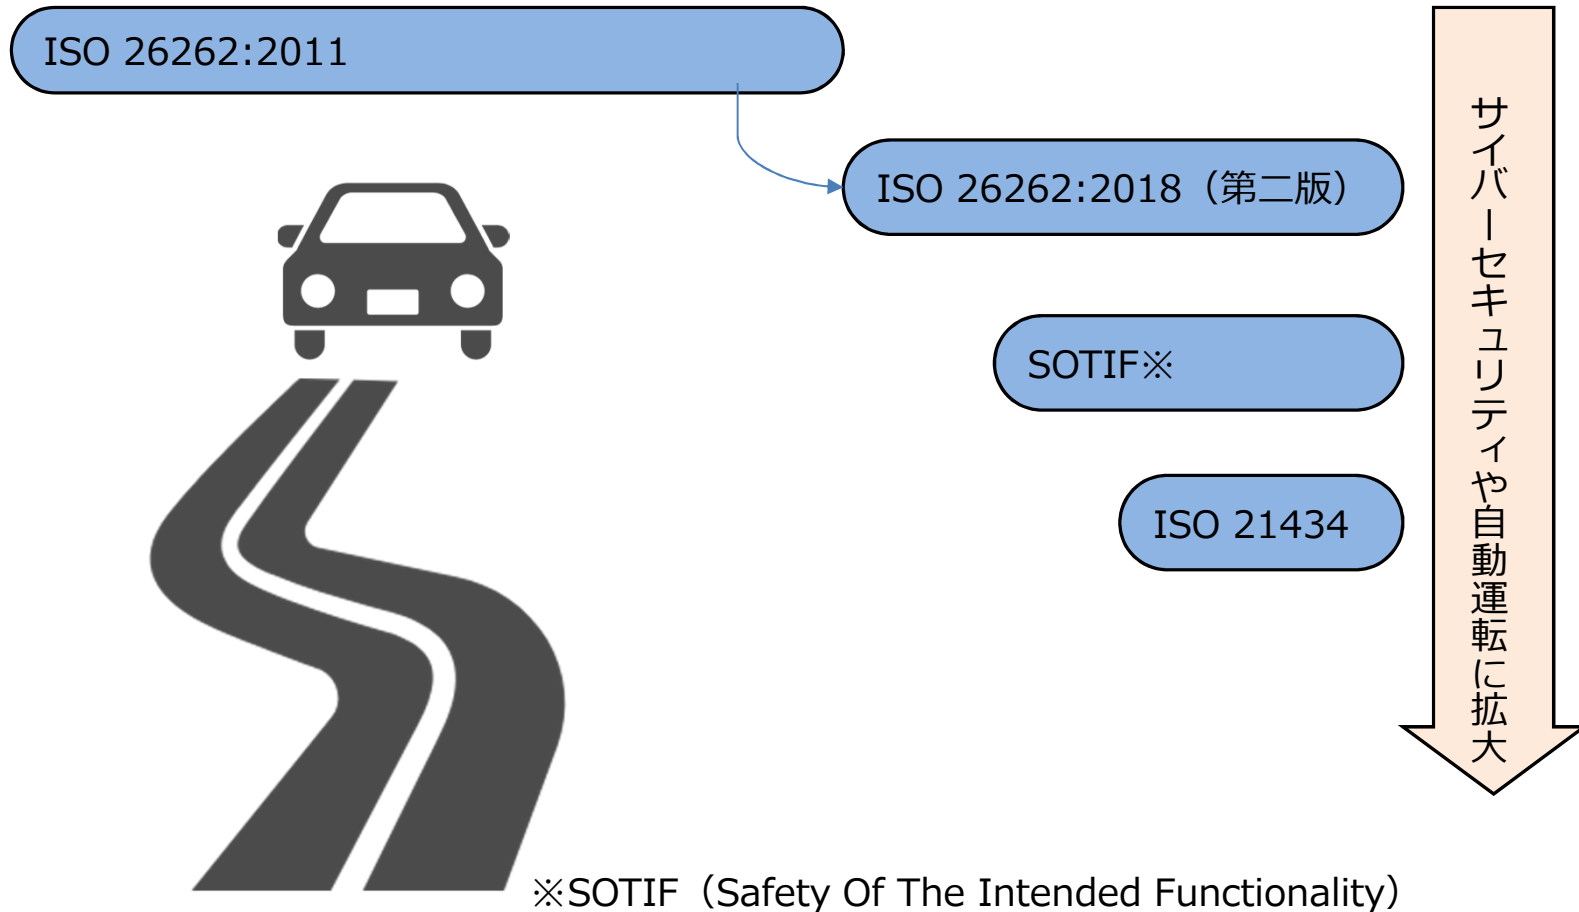 ISO 26262:2011
ISO 26262:2018（第二版）
SOTIF※
ISO 21434
サイバーセキュリティや自動運転に拡大
※SOTIF（Safety Of The Intended Functionality）